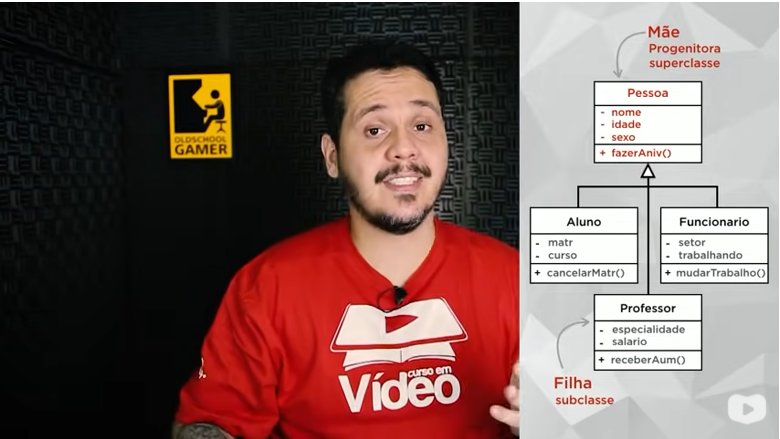 OLDSCHOOL
GAMER
curso em
Vídeo
Mãe
Progenitora
superclasse
Pessoa
- nome
- idade
- sexo
+ fazerAniv()
Aluno
- matr
- curso
+ cancelarMatr()
Funcionario
- setor
- trabalhando
+ mudarTrabalho()
Professor
- especialidade
- salario
+ receberAum()
Filha
subclasse